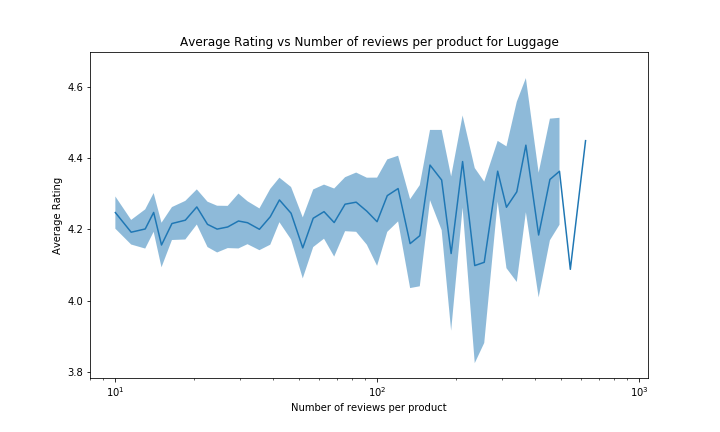 Average Rating vs Number of reviews per product for Luggage
4.6
4.4
4.2
4.0
3.8
Average Rating
10¹
10²
10³
Number of reviews per product